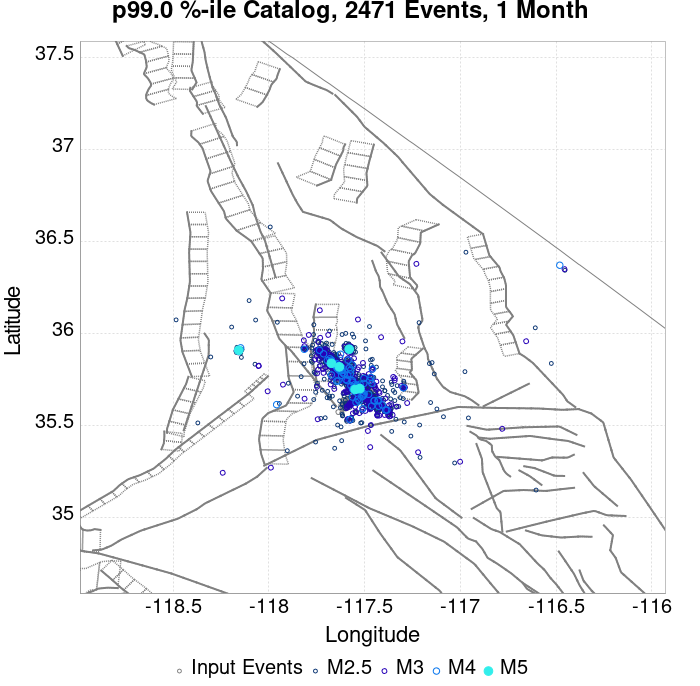 p99.0 %-ile Catalog, 2471 Events, 1 Month
37.5
37
36.5
36
35.5
35
Latitude
-118.5 -118 -117.5 -117 -116.5 -116
Longitude
Input Events M2.5 M3 M4 M5